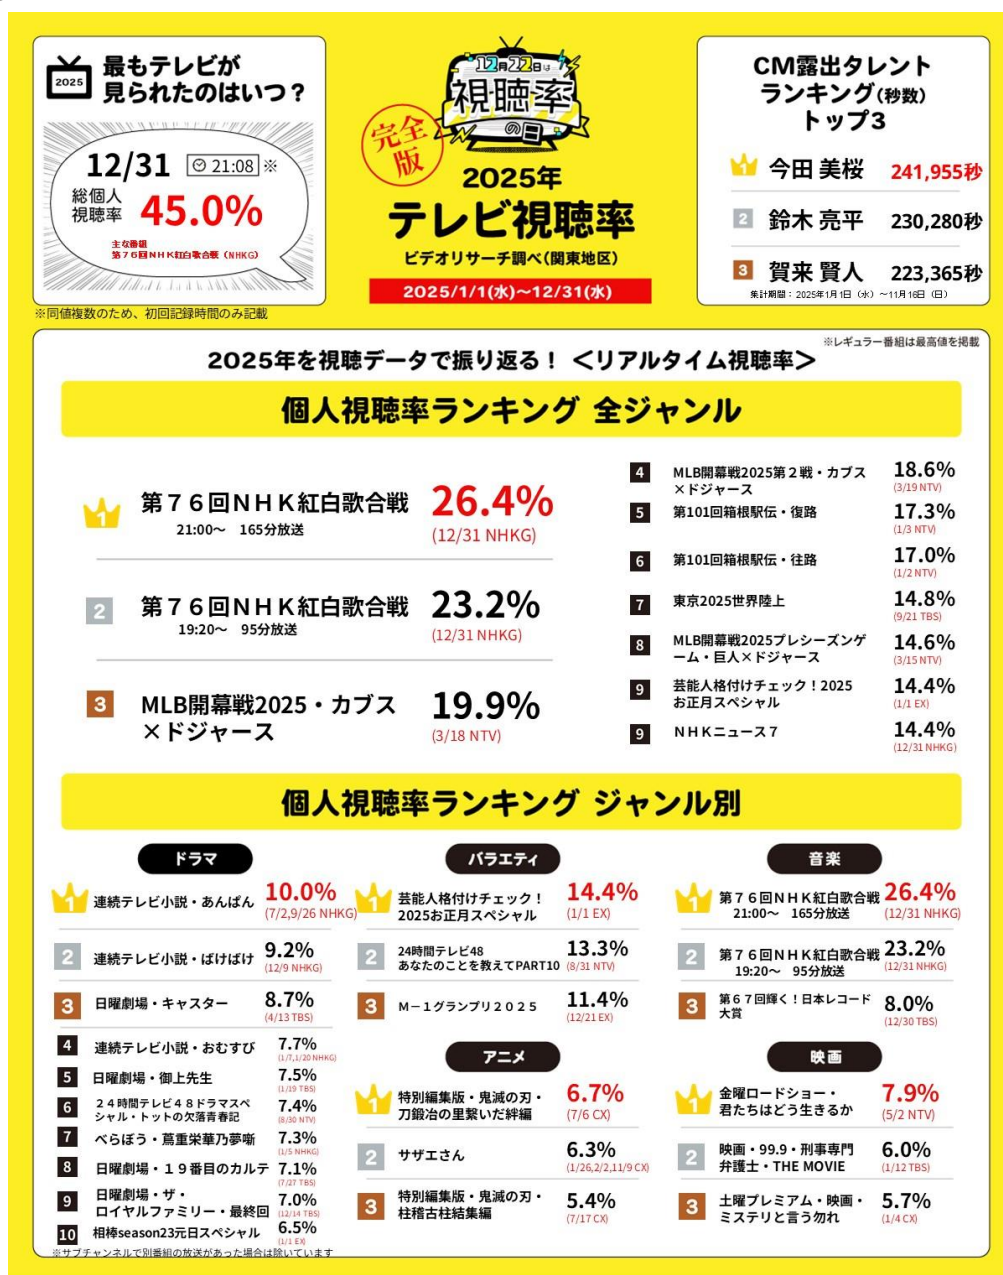 2025
最もテレビが
見られたのはいつ？
12/31 21:08 ※
総個人
視聴率 45.0%
主な番組
第７６回ＮＨＫ紅白歌合戦（NHKG）
※同値複数のため、初回記録時間のみ記載
12月22日は
視聴率
の日
完全
版
2025年
テレビ視聴率
ビデオリサーチ調べ(関東地区)
2025/1/1(水)〜12/31(水)
CM露出タレント
ランキング(秒数)
トップ3
1 今田 美桜 241,955秒
2 鈴木 亮平 230,280秒
3 賀来 賢人 223,365秒
集計期間：2025年1月1日（水）〜11月16日（日）
※レギュラー番組は最高値を掲載
2025年を視聴データで振り返る！＜リアルタイム視聴率＞
個人視聴率ランキング 全ジャンル
1 第７６回ＮＨＫ紅白歌合戦 26.4%
21:00〜 165分放送 (12/31 NHKG)
2 第７６回ＮＨＫ紅白歌合戦 23.2%
19:20〜 95分放送 (12/31 NHKG)
3 MLB開幕戦2025・カブス 19.9%
×ドジャース (3/18 NTV)
4 MLB開幕戦2025第２戦・カブス 18.6%
×ドジャース (3/19 NTV)
5 第101回箱根駅伝・復路 17.3%
(1/3 NTV)
6 第101回箱根駅伝・往路 17.0%
(1/2 NTV)
7 東京2025世界陸上 14.8%
(9/21 TBS)
8 MLB開幕戦2025プレシーズンゲ 14.6%
ーム・巨人×ドジャース (3/15 NTV)
9 芸能人格付けチェック！2025 14.4%
お正月スペシャル (1/1 EX)
9 ＮＨＫニュース７ 14.4%
(12/31 NHKG)
個人視聴率ランキング ジャンル別
ドラマ
1 連続テレビ小説・あんぱん 10.0%
(7/2,9/26 NHKG)
2 連続テレビ小説・ばけばけ 9.2%
(12/9 NHKG)
3 日曜劇場・キャスター 8.7%
(4/13 TBS)
4 連続テレビ小説・おむすび 7.7%
(1/7,1/20 NHKG)
5 日曜劇場・御上先生 7.5%
(1/19 TBS)
6 ２４時間テレビ４８ドラマスペ 7.4%
シャル・トットの欠落青春記 (8/30 NTV)
7 べらぼう・蔦重栄華乃夢噺 7.3%
(1/5 NHKG)
8 日曜劇場・１９番目のカルテ 7.1%
(7/27 TBS)
9 日曜劇場・ザ・ 7.0%
ロイヤルファミリー・最終回 (12/14 TBS)
10 相棒season23元日スペシャル 6.5%
(1/1 EX)
※サブチャンネルで別番組の放送があった場合は除いています
バラエティ
1 芸能人格付けチェック！ 14.4%
2025お正月スペシャル (1/1 EX)
2 24時間テレビ48 13.3%
あなたのことを教えてPART10 (8/31 NTV)
3 Ｍ－１グランプリ２０２５ 11.4%
(12/21 EX)
アニメ
1 特別編集版・鬼滅の刃・ 6.7%
刀鍛冶の里繋いだ絆編 (7/6 CX)
2 サザエさん 6.3%
(1/26,2/2,11/9 CX)
3 特別編集版・鬼滅の刃・ 5.4%
柱稽古柱結集編 (7/17 CX)
音楽
1 第７６回ＮＨＫ紅白歌合戦 26.4%
21:00〜 165分放送 (12/31 NHKG)
2 第７６回ＮＨＫ紅白歌合戦 23.2%
19:20〜 95分放送 (12/31 NHKG)
3 第６７回輝く！日本レコード 8.0%
大賞 (12/30 TBS)
映画
1 金曜ロードショー・ 7.9%
君たちはどう生きるか (5/2 NTV)
2 映画・99.9・刑事専門 6.0%
弁護士・THE MOVIE (1/12 TBS)
3 土曜プレミアム・映画・ 5.7%
ミステリと言う勿れ (1/4 CX)